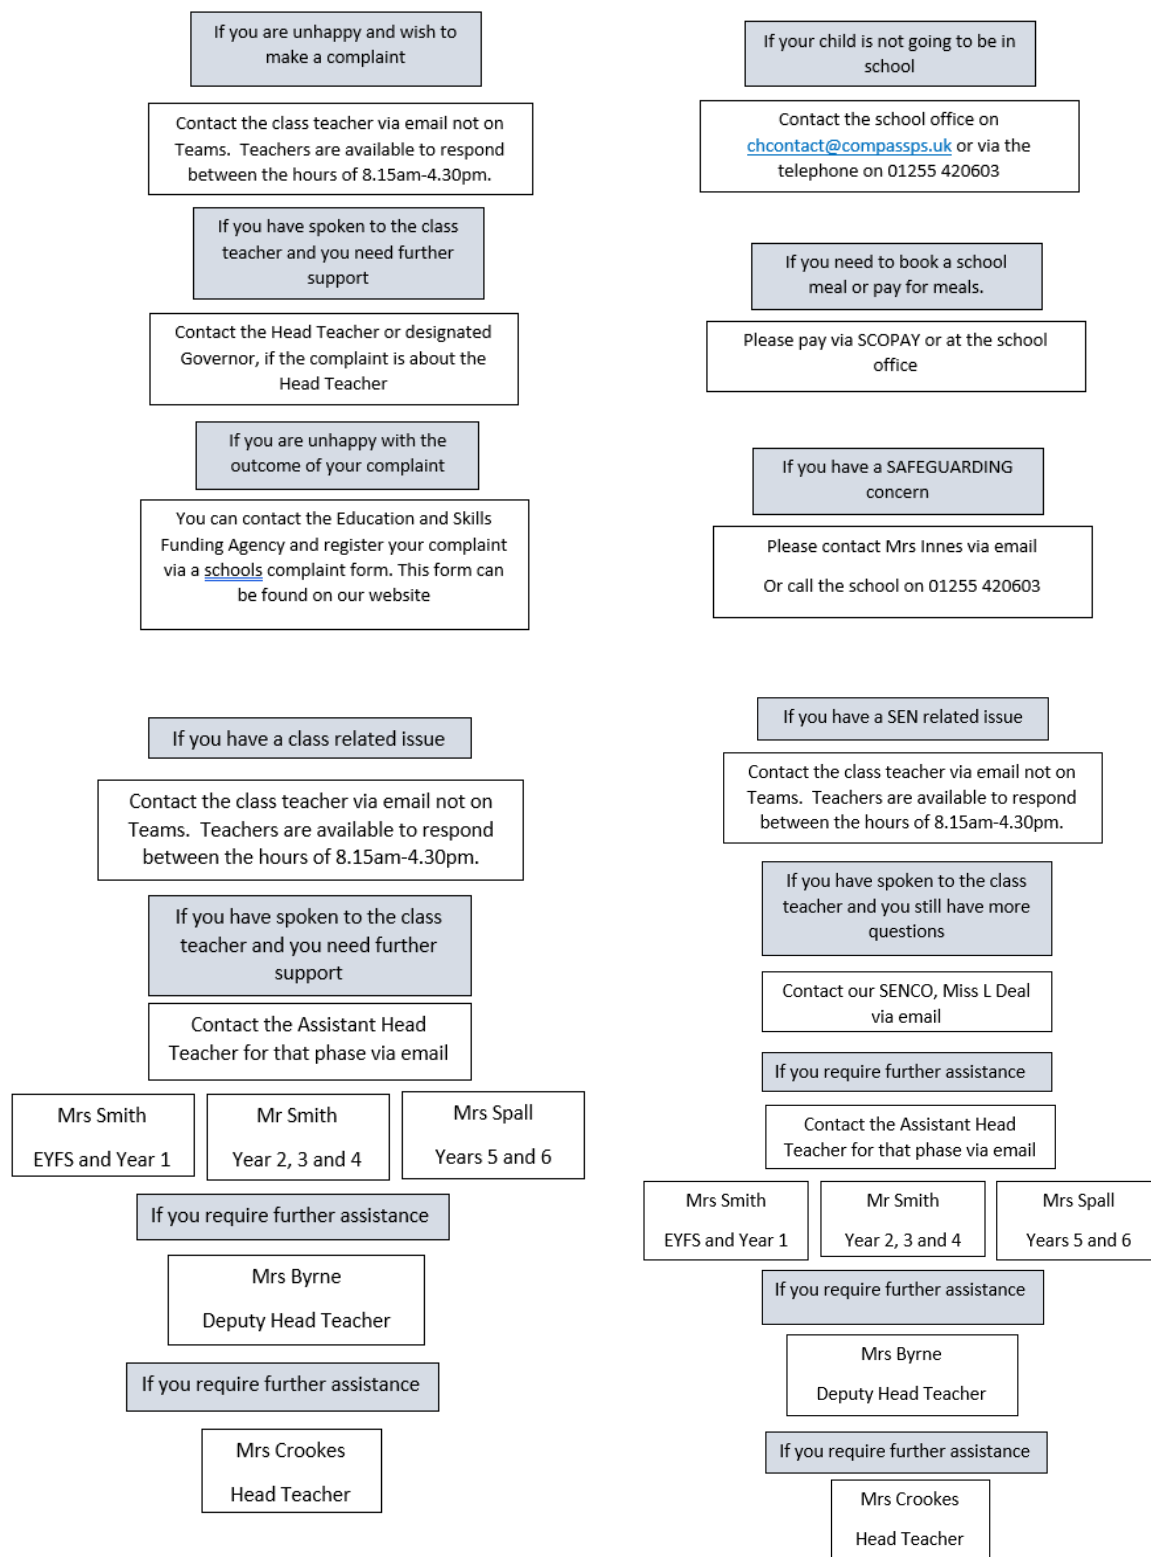 If you are unhappy and wish to
make a complaint
Contact the class teacher via email not on
Teams.  Teachers are available to respond
between the hours of 8.15am-4.30pm.
If you have spoken to the class
teacher and you need further
support
Contact the Head Teacher or designated
Governor, if the complaint is about the
Head Teacher
If you are unhappy with the
outcome of your complaint
You can contact the Education and Skills
Funding Agency and register your complaint
via a schools complaint form. This form can
be found on our website
If your child is not going to be in
school
Contact the school office on
chcontact@compassps.uk or via the
telephone on 01255 420603
If you need to book a school
meal or pay for meals.
Please pay via SCOPAY or at the school
office
If you have a SAFEGUARDING
concern
Please contact Mrs Innes via email
Or call the school on 01255 420603
If you have a class related issue
Contact the class teacher via email not on
Teams.  Teachers are available to respond
between the hours of 8.15am-4.30pm.
If you have spoken to the class
teacher and you need further
support
Contact the Assistant Head
Teacher for that phase via email
Mrs Smith
EYFS and Year 1
Mr Smith
Year 2, 3 and 4
Mrs Spall
Years 5 and 6
If you require further assistance
Mrs Byrne
Deputy Head Teacher
If you require further assistance
Mrs Crookes
Head Teacher
If you have a SEN related issue
Contact the class teacher via email not on
Teams.  Teachers are available to respond
between the hours of 8.15am-4.30pm.
If you have spoken to the class
teacher and you still have more
questions
Contact our SENCO, Miss L Deal
via email
If you require further assistance
Contact the Assistant Head
Teacher for that phase via email
Mrs Smith
EYFS and Year 1
Mr Smith
Year 2, 3 and 4
Mrs Spall
Years 5 and 6
If you require further assistance
Mrs Byrne
Deputy Head Teacher
If you require further assistance
Mrs Crookes
Head Teacher